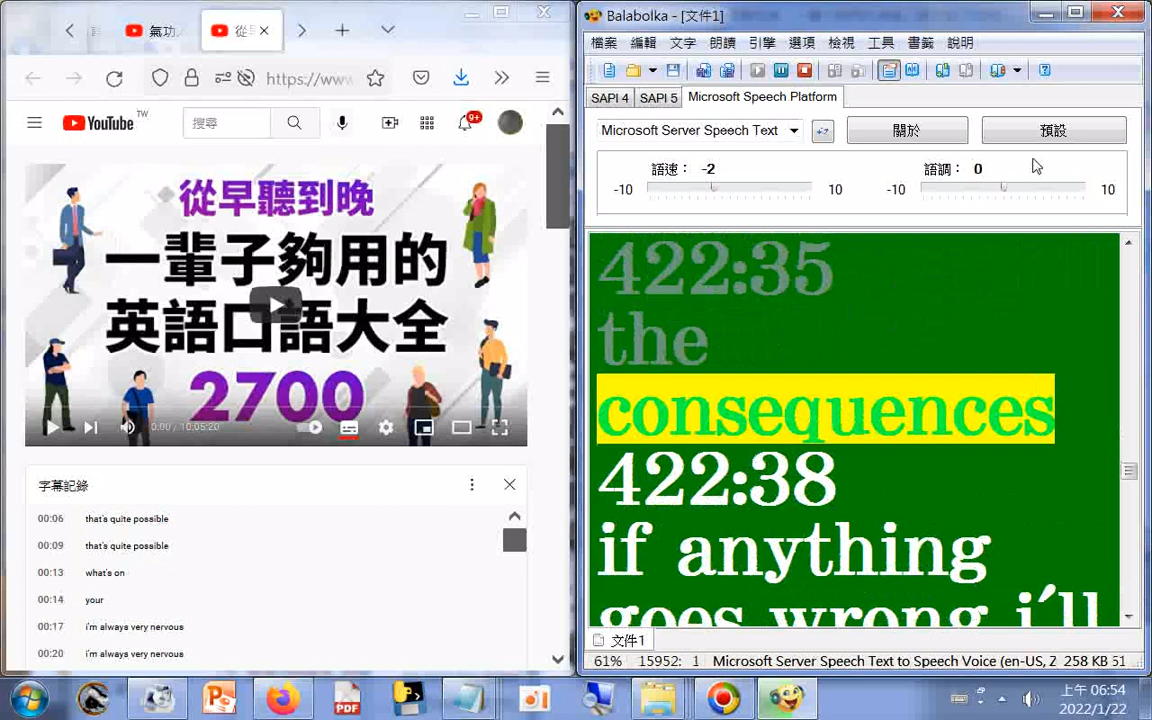 氣功
從
https://www
YouTube TW
搜尋
9+
從早聽到晚
一輩子夠用的
英語口語大全
2700
0:00 / 10:05:20
字幕記錄
00:06 that's quite possible
00:09 that's quite possible
00:13 what's on
00:14 your
00:17 i'm always very nervous
00:20 i'm always very nervous
Balabolka - [文件1]
檔案 編輯 文字 朗讀 引擎 選項 檢視 工具 書籤 說明
SAPI 4 SAPI 5 Microsoft Speech Platform
Microsoft Server Speech Text 關於 預設
語速： -2 語調： 0
-10 10 -10 10
422:35
the
consequences
422:38
if anything
goes wrong i'll
文件1
61% 15952: 1 Microsoft Server Speech Text to Speech Voice (en-US, Z 258 KB 51
PDF
上午 06:54
2022/1/22